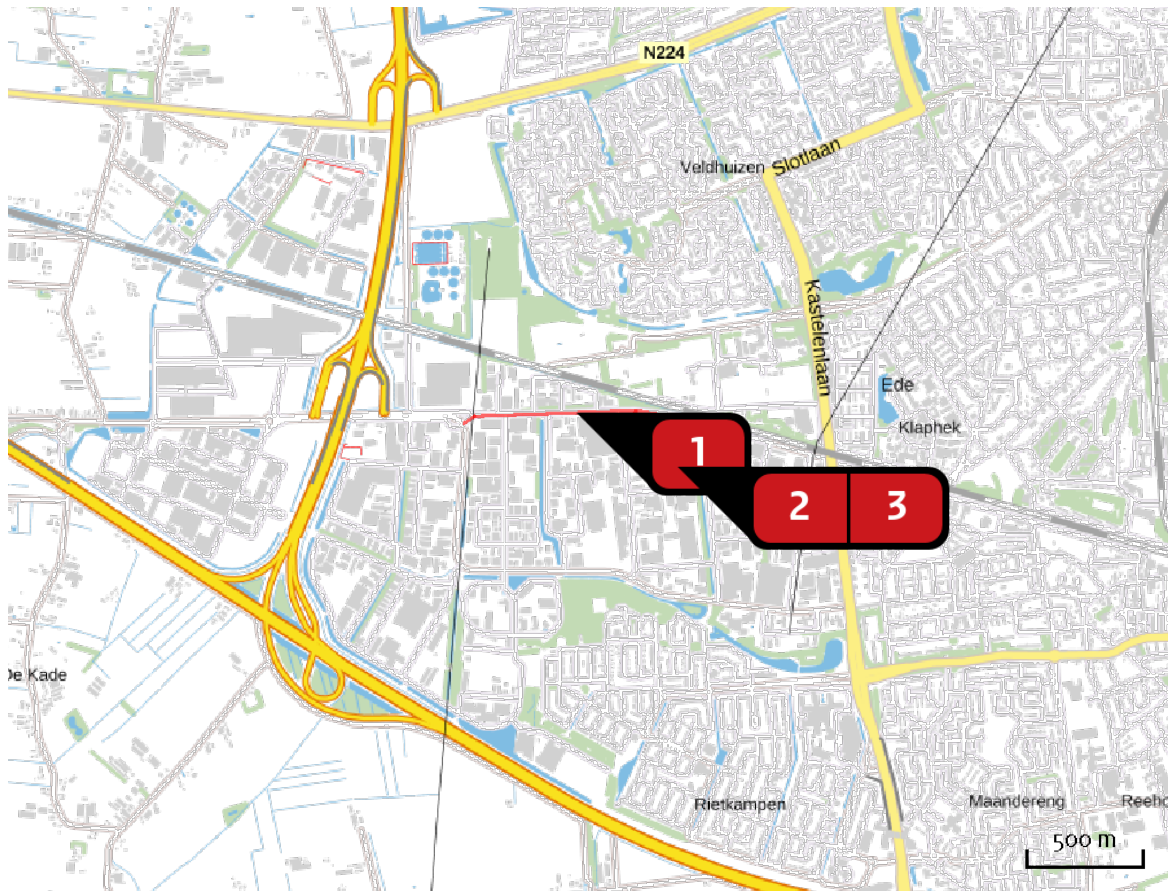 N224
Veldhuizen
Slotlaan
Kastelenlaan
Ede
Klaphek
1
2
3
De Kade
Rietkampen
Maandereng
Reeho
500 m